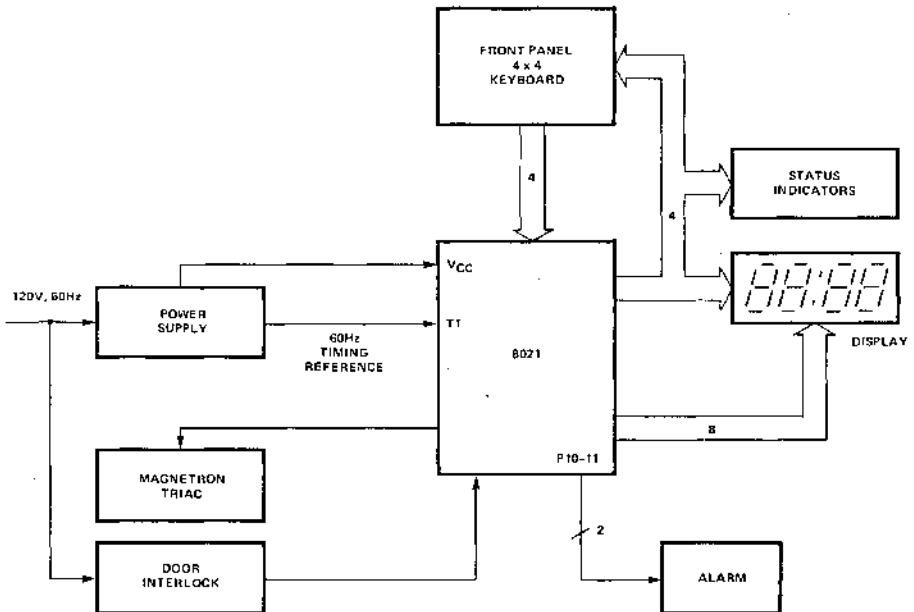 FRONT PANEL
4 x 4
KEYBOARD
4
STATUS
INDICATORS
4
VCC
120V, 60Hz
POWER
SUPPLY
T1
60Hz
TIMING
REFERENCE
8021
88:88
DISPLAY
8
P10-11
MAGNETRON
TRIAC
2
DOOR
INTERLOCK
ALARM